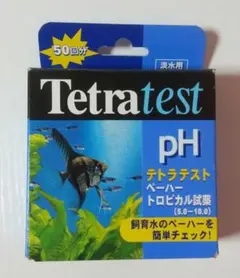 50回分
淡水用
Tetratest
pH
テトラテスト
ペーハー
トロピカル試薬
(5.0-10.0)
飼育水のペーハーを
簡単チェック!